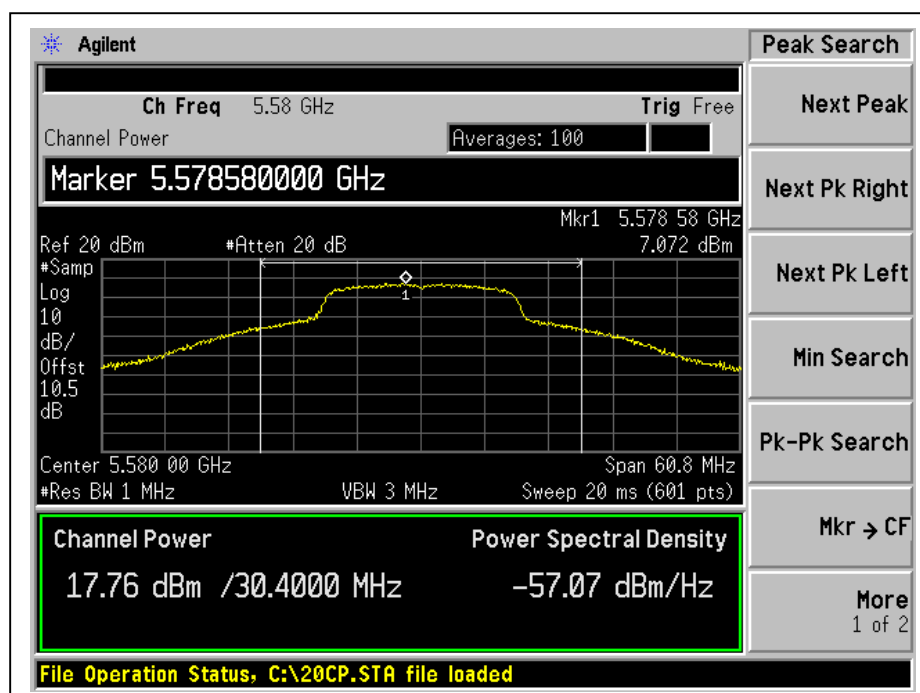 Agilent
Peak Search
Ch Freq 5.58 GHz Trig Free
Channel Power Averages: 100
Marker 5.578580000 GHz
Mkr1 5.578 58 GHz
Ref 20 dBm #Atten 20 dB 7.072 dBm
#Samp
Log
10
dB/
Offst
10.5
dB
1
Center 5.580 00 GHz Span 60.8 MHz
#Res BW 1 MHz VBW 3 MHz Sweep 20 ms (601 pts)
Channel Power Power Spectral Density
17.76 dBm /30.4000 MHz -57.07 dBm/Hz
File Operation Status, C:\20CP.STA file loaded
Next Peak
Next Pk Right
Next Pk Left
Min Search
Pk-Pk Search
Mkr → CF
More
1 of 2